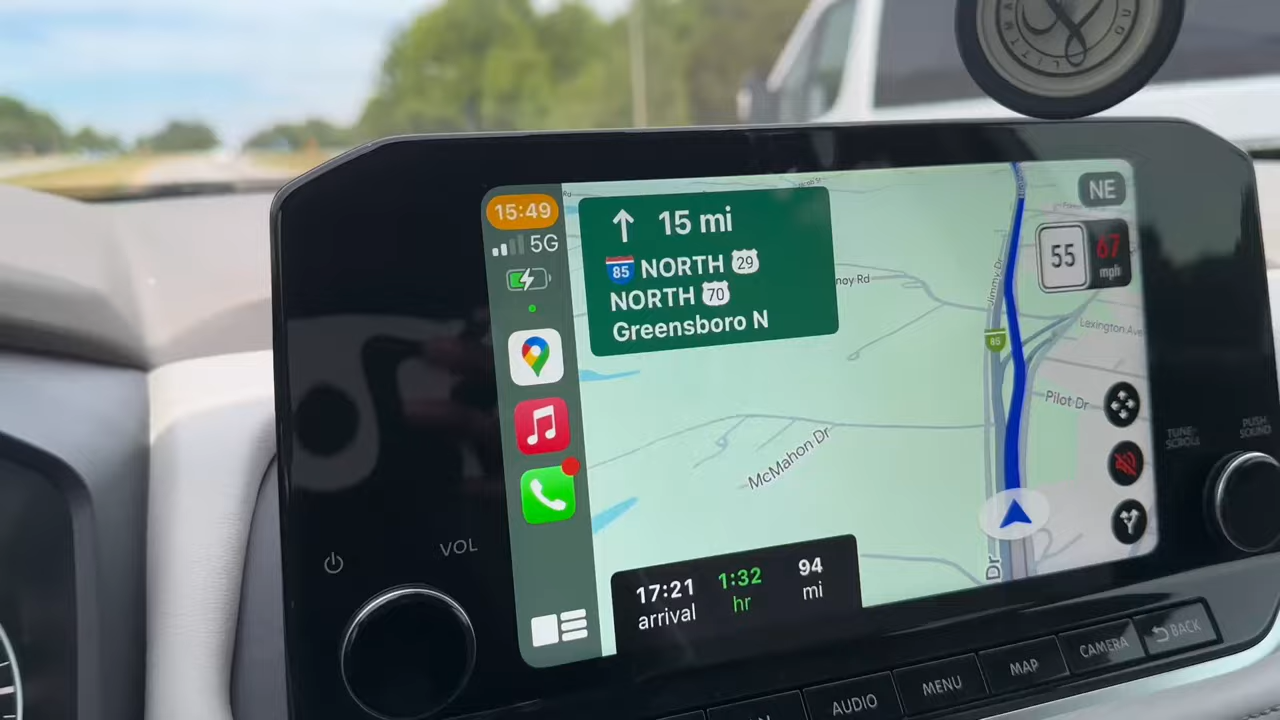 15:49
5G
15 mi
85 NORTH 29
NORTH 70
Greensboro N
NE
55 67
mph
noy Rd
Jimmy Dr
85
Lexington Ave
Pilot Dr
McMahon Dr
Dr
17:21 1:32 94
arrival hr mi
VOL
TUNE-
SCROLL
PUSH
SOUND
AUDIO
MENU
MAP
CAMERA
BACK